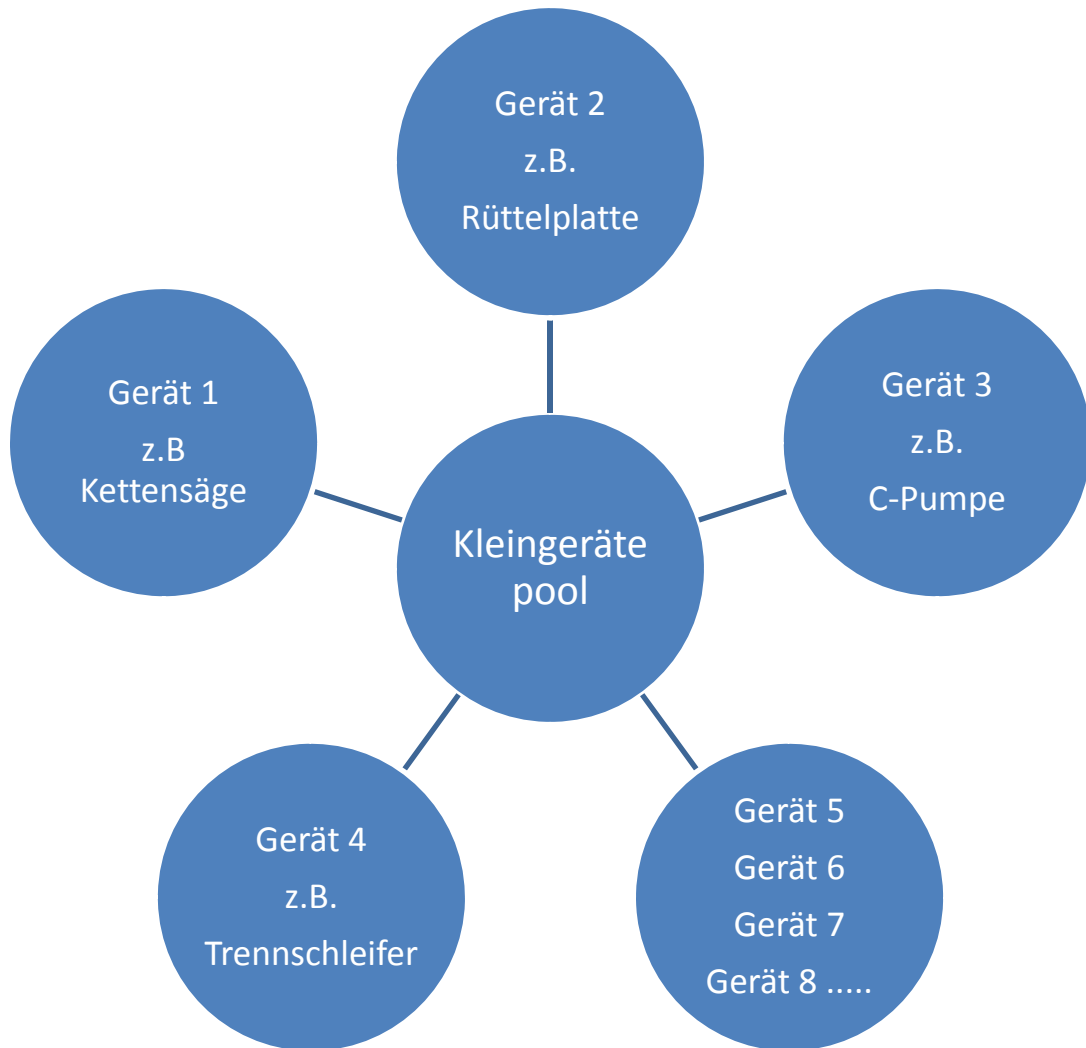 Gerät 2
z.B.
Rüttelplatte
Gerät 1
z.B
Kettensäge
Gerät 3
z.B.
C-Pumpe
Kleingeräte
pool
Gerät 4
z.B.
Trennschleifer
Gerät 5
Gerät 6
Gerät 7
Gerät 8 .....